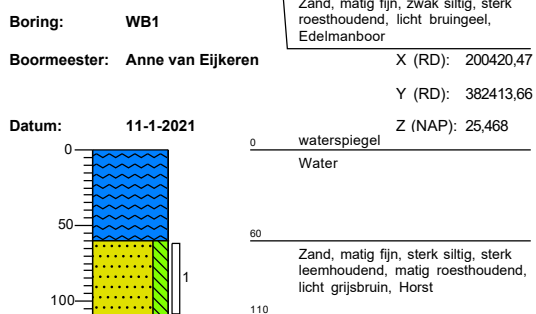 Zand, matig fijn, zwak siltig, sterk
roesthoudend, licht bruingeel,
Edelmanboor
Boring: WB1
Boormeester: Anne van Eijkeren
X (RD): 200420,47
Y (RD): 382413,66
Datum: 11-1-2021
Z (NAP): 25,468
0
0
waterspiegel
Water
50
60
Zand, matig fijn, sterk siltig, sterk
leemhoudend, matig roesthoudend,
licht grijsbruin, Horst
1
100
110